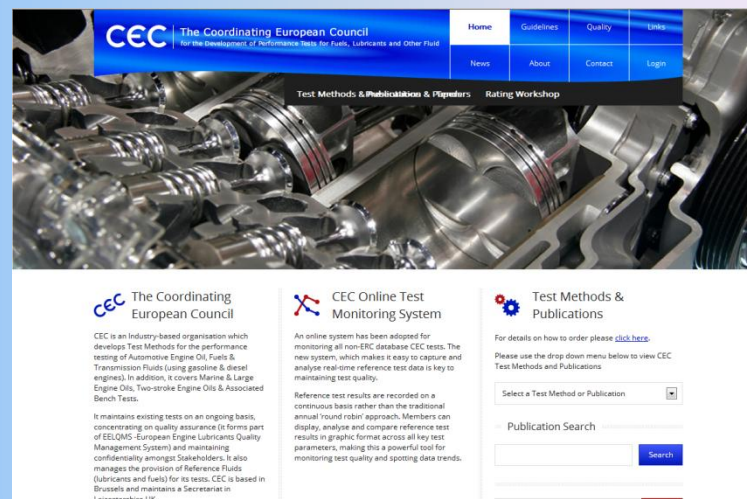 CEC
The Coordinating European Council
for the Development of Performance Tests for Fuels, Lubricants and Other Fluid
Home Guidelines Quality Links
News About Contact Login
Test Methods & Rating Workshop
The Coordinating
European Council
CEC is an Industry-based organisation which
develops Test Methods for the performance
testing of Automotive Engine Oil, Fuels &
Transmission Fluids (using gasoline & diesel
engines). In addition, it covers Marine & Large
Engine Oils, Two-stroke Engine Oils & Associated
Bench Tests.
It maintains existing tests on an ongoing basis,
concentrating on quality assurance (it forms part
of EELQMS -European Engine Lubricants Quality
Management System) and maintaining
confidentiality amongst Stakeholders. It also
manages the provision of Reference Fluids
(lubricants and fuels) for its tests. CEC is based in
Brussels and maintains a Secretariat in
CEC Online Test
Monitoring System
An online system has been adopted for
monitoring all non-ERC database CEC tests. The
new system, which makes it easy to capture and
analyse real-time reference test data is key to
maintaining test quality.
Reference test results are recorded on a
continuous basis rather than the traditional
annual 'round robin' approach. Members can
display, analyse and compare reference test
results in graphic format across all key test
parameters, making this a powerful tool for
monitoring test quality and spotting data trends.
Test Methods &
Publications
For details on how to order please click here.
Please use the drop down menu below to view CEC
Test Methods and Publications
Select a Test Method or Publication
Publication Search
Search